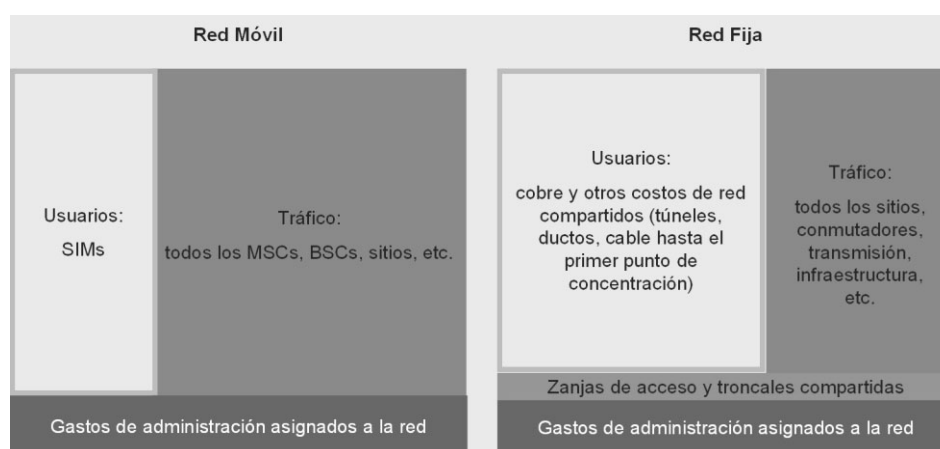 Red Móvil
Usuarios:
SIMs
Tráfico:
todos los MSCs, BSCs, sitios, etc.
Gastos de administración asignados a la red
Red Fija
Usuarios:
cobre y otros costos de red
compartidos (túneles,
ductos, cable hasta el
primer punto de
concentración)
Tráfico:
todos los sitios,
conmutadores,
transmisión,
infraestructura,
etc.
Zanjas de acceso y troncales compartidas
Gastos de administración asignados a la red